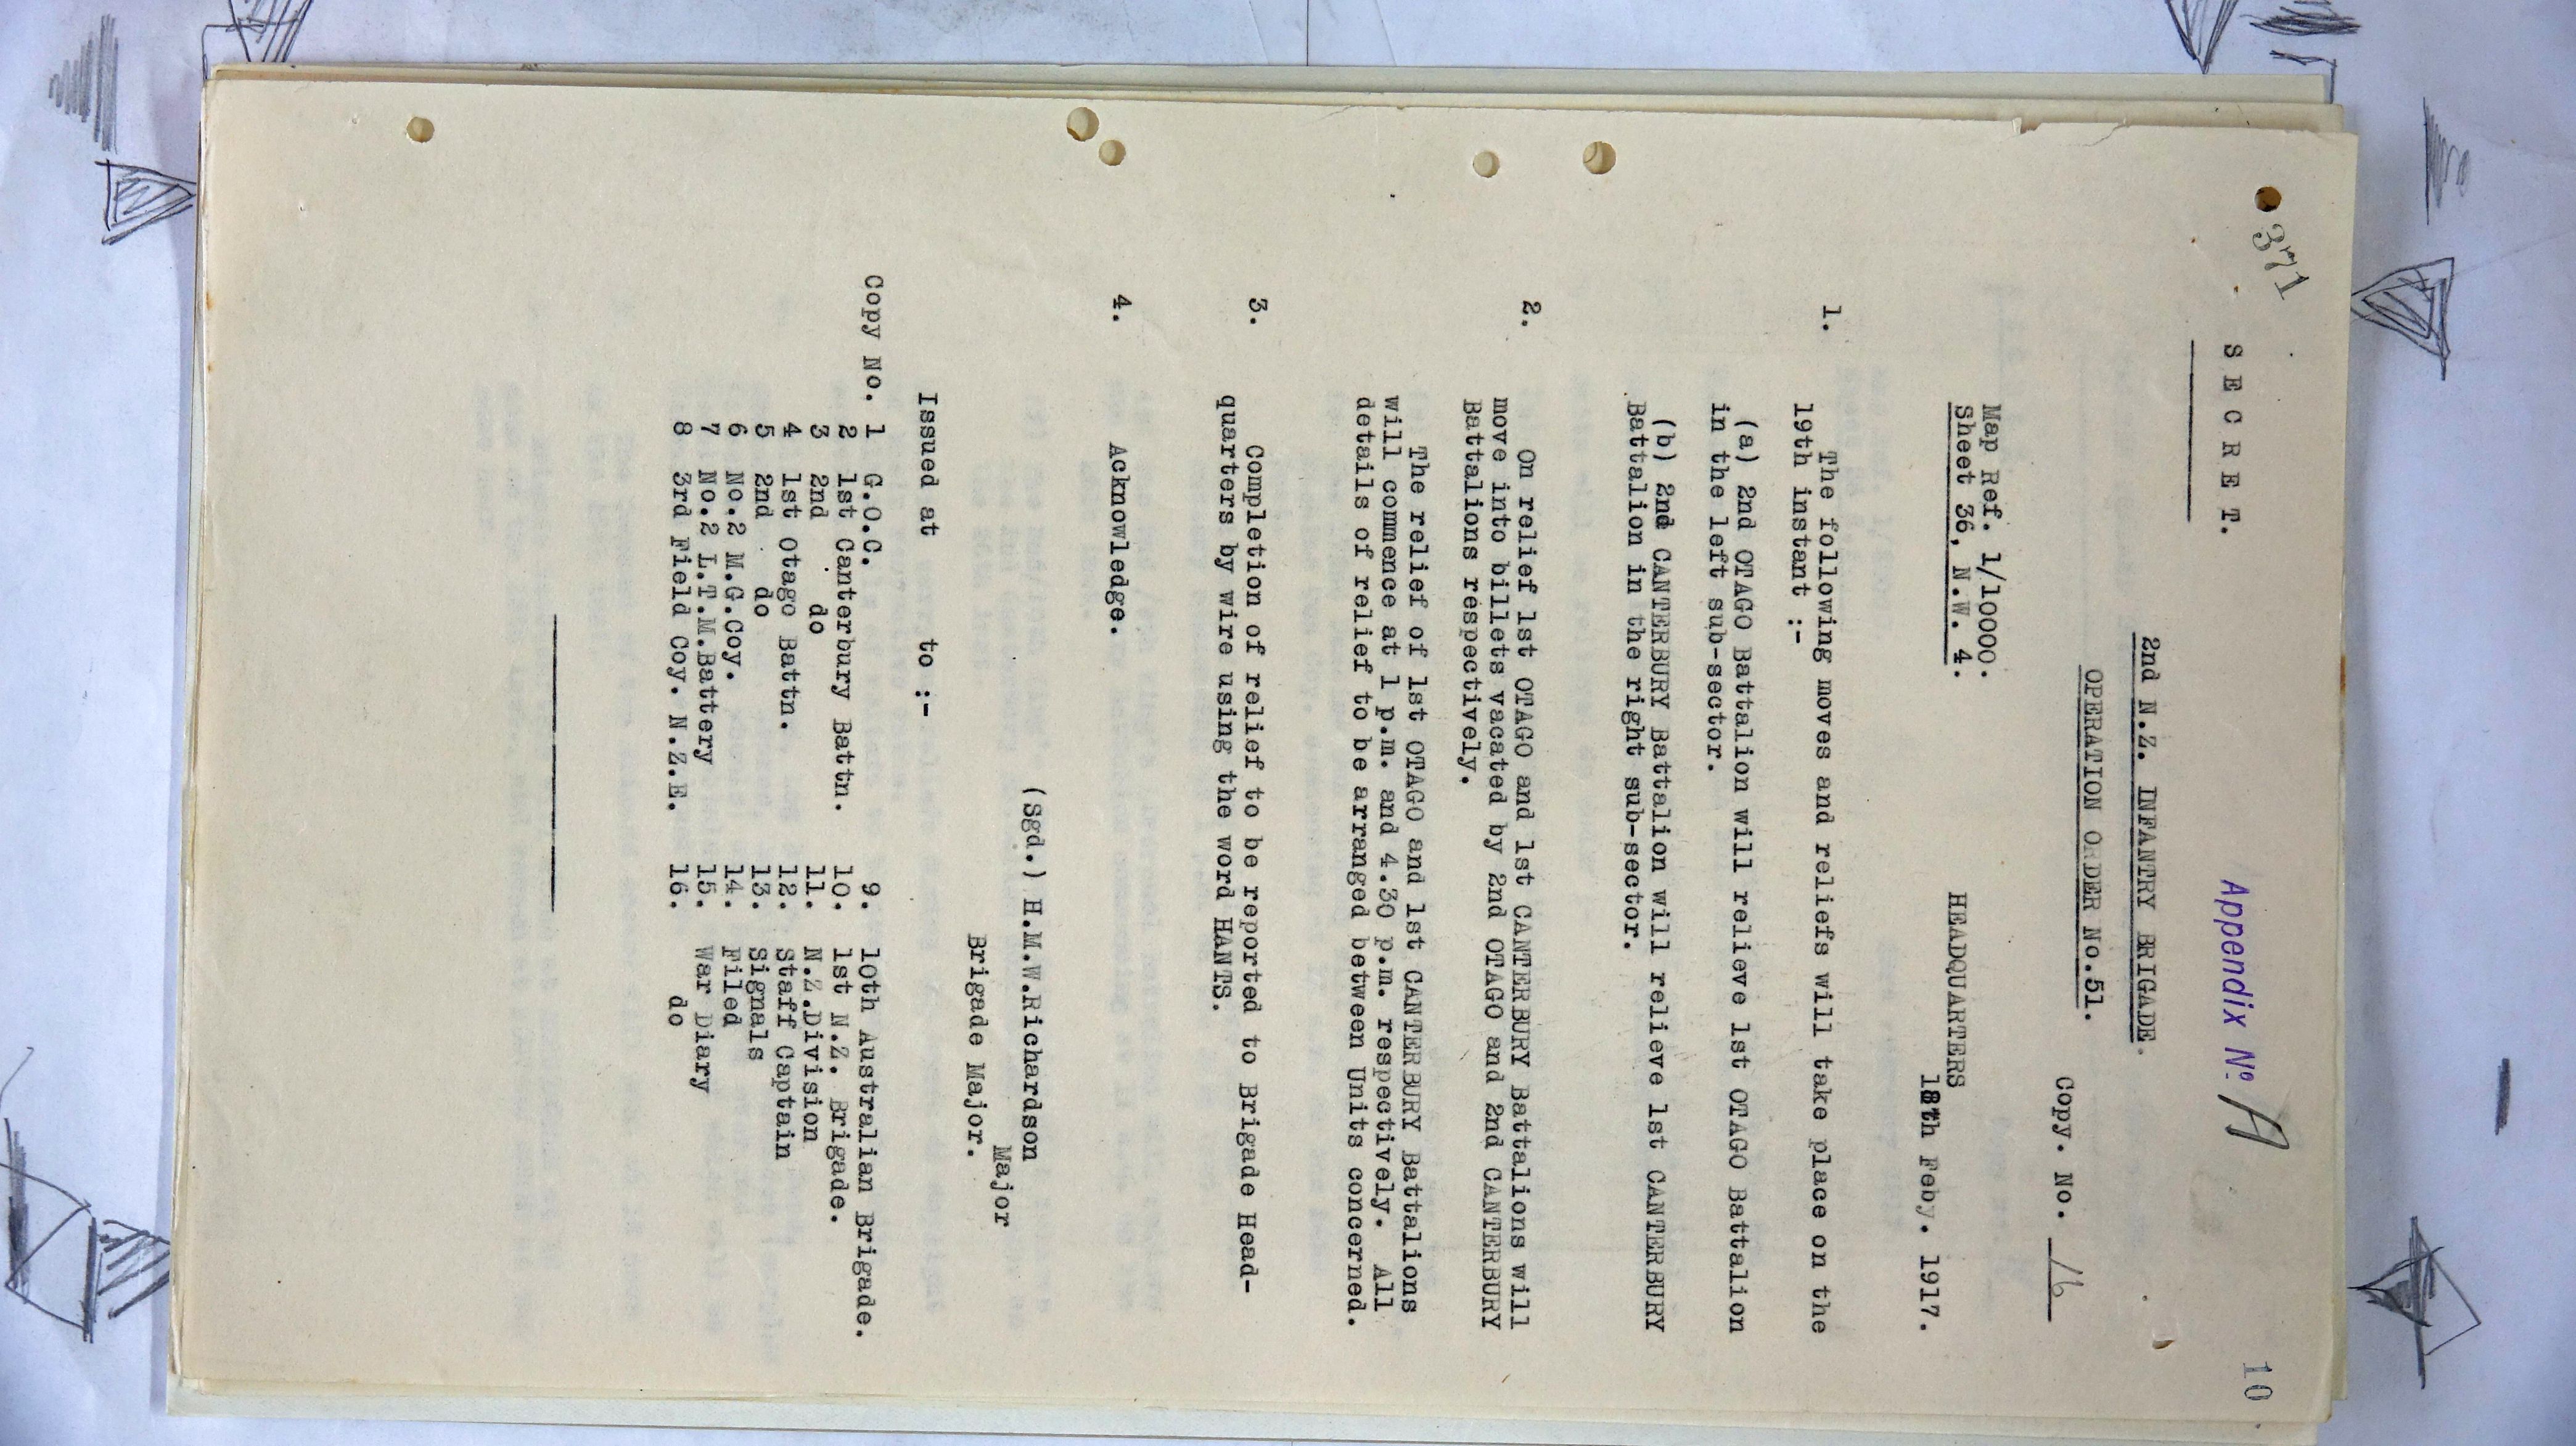 371
10
S E C R E T.
Appendix Nº A
2nd N.Z. INFANTRY BRIGADE.
OPERATION ORDER No.51.
Copy. No. 16
Map Ref. 1/10000.
Sheet 36, N.W. 4.
HEADQUARTERS
18th Feby. 1917.
1. The following moves and reliefs will take place on the
19th instant :-
(a) 2nd OTAGO Battalion will relieve 1st OTAGO Battalion
in the left sub-sector.
(b) 2nd CANTERBURY Battalion will relieve 1st CANTERBURY
Battalion in the right sub-sector.
2. On relief 1st OTAGO and 1st CANTERBURY Battalions will
move into billets vacated by 2nd OTAGO and 2nd CANTERBURY
Battalions respectively.
The relief of 1st OTAGO and 1st CANTERBURY Battalions
will commence at 1 p.m. and 4.30 p.m. respectively. All
details of relief to be arranged between Units concerned.
3. Completion of relief to be reported to Brigade Head-
quarters by wire using the word HANTS.
4. Acknowledge.
(Sgd.) H.M.W.Richardson
Major
Brigade Major.
Issued at to :-
Copy No. 1 G.O.C. 9. 10th Australian Brigade.
2 1st Canterbury Battn. 10. 1st N.Z. Brigade.
3 2nd do 11. N.Z.Division
4 1st Otago Battn. 12. Staff Captain
5 2nd do 13. Signals
6 No.2 M.G.Coy. 14. Filed
7 No.2 L.T.M.Battery 15. War Diary
8 3rd Field Coy. N.Z.E. 16. do